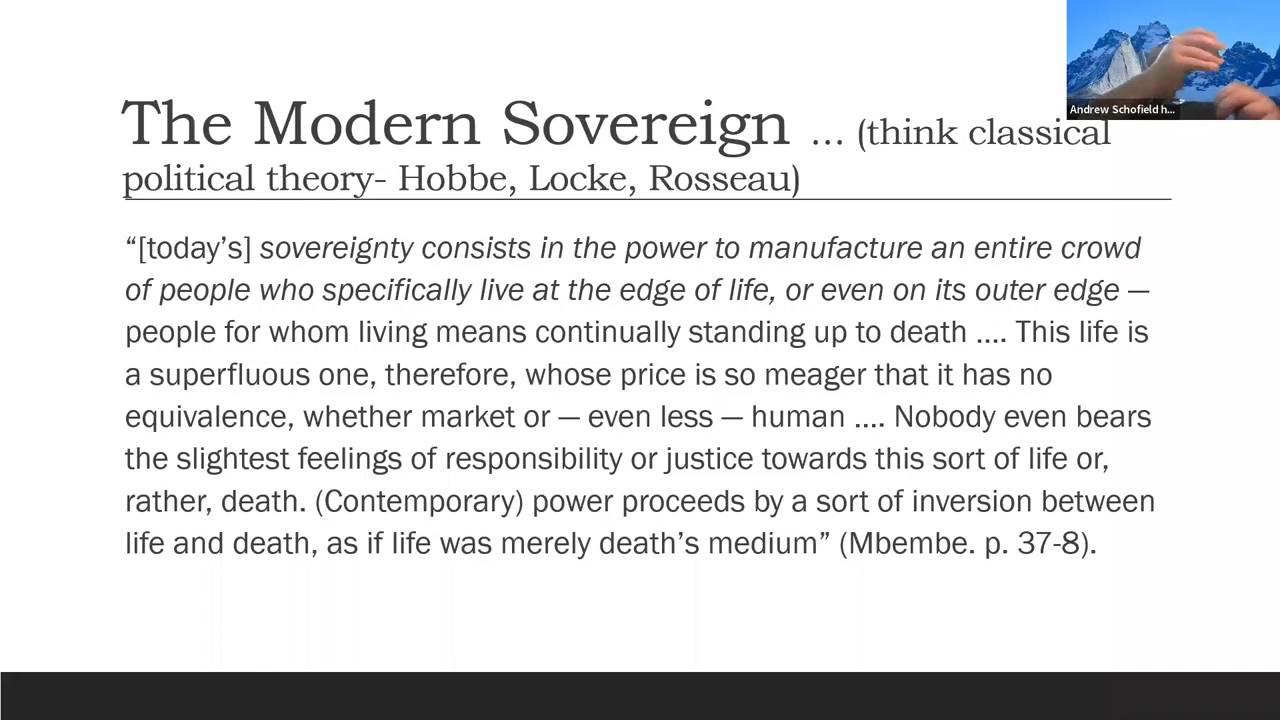 The Modern Sovereign ... (think classical
political theory- Hobbe, Locke, Rosseau)
Andrew Schofield h...
“[today’s] sovereignty consists in the power to manufacture an entire crowd
of people who specifically live at the edge of life, or even on its outer edge —
people for whom living means continually standing up to death .... This life is
a superfluous one, therefore, whose price is so meager that it has no
equivalence, whether market or — even less — human .... Nobody even bears
the slightest feelings of responsibility or justice towards this sort of life or,
rather, death. (Contemporary) power proceeds by a sort of inversion between
life and death, as if life was merely death’s medium” (Mbembe. p. 37-8).